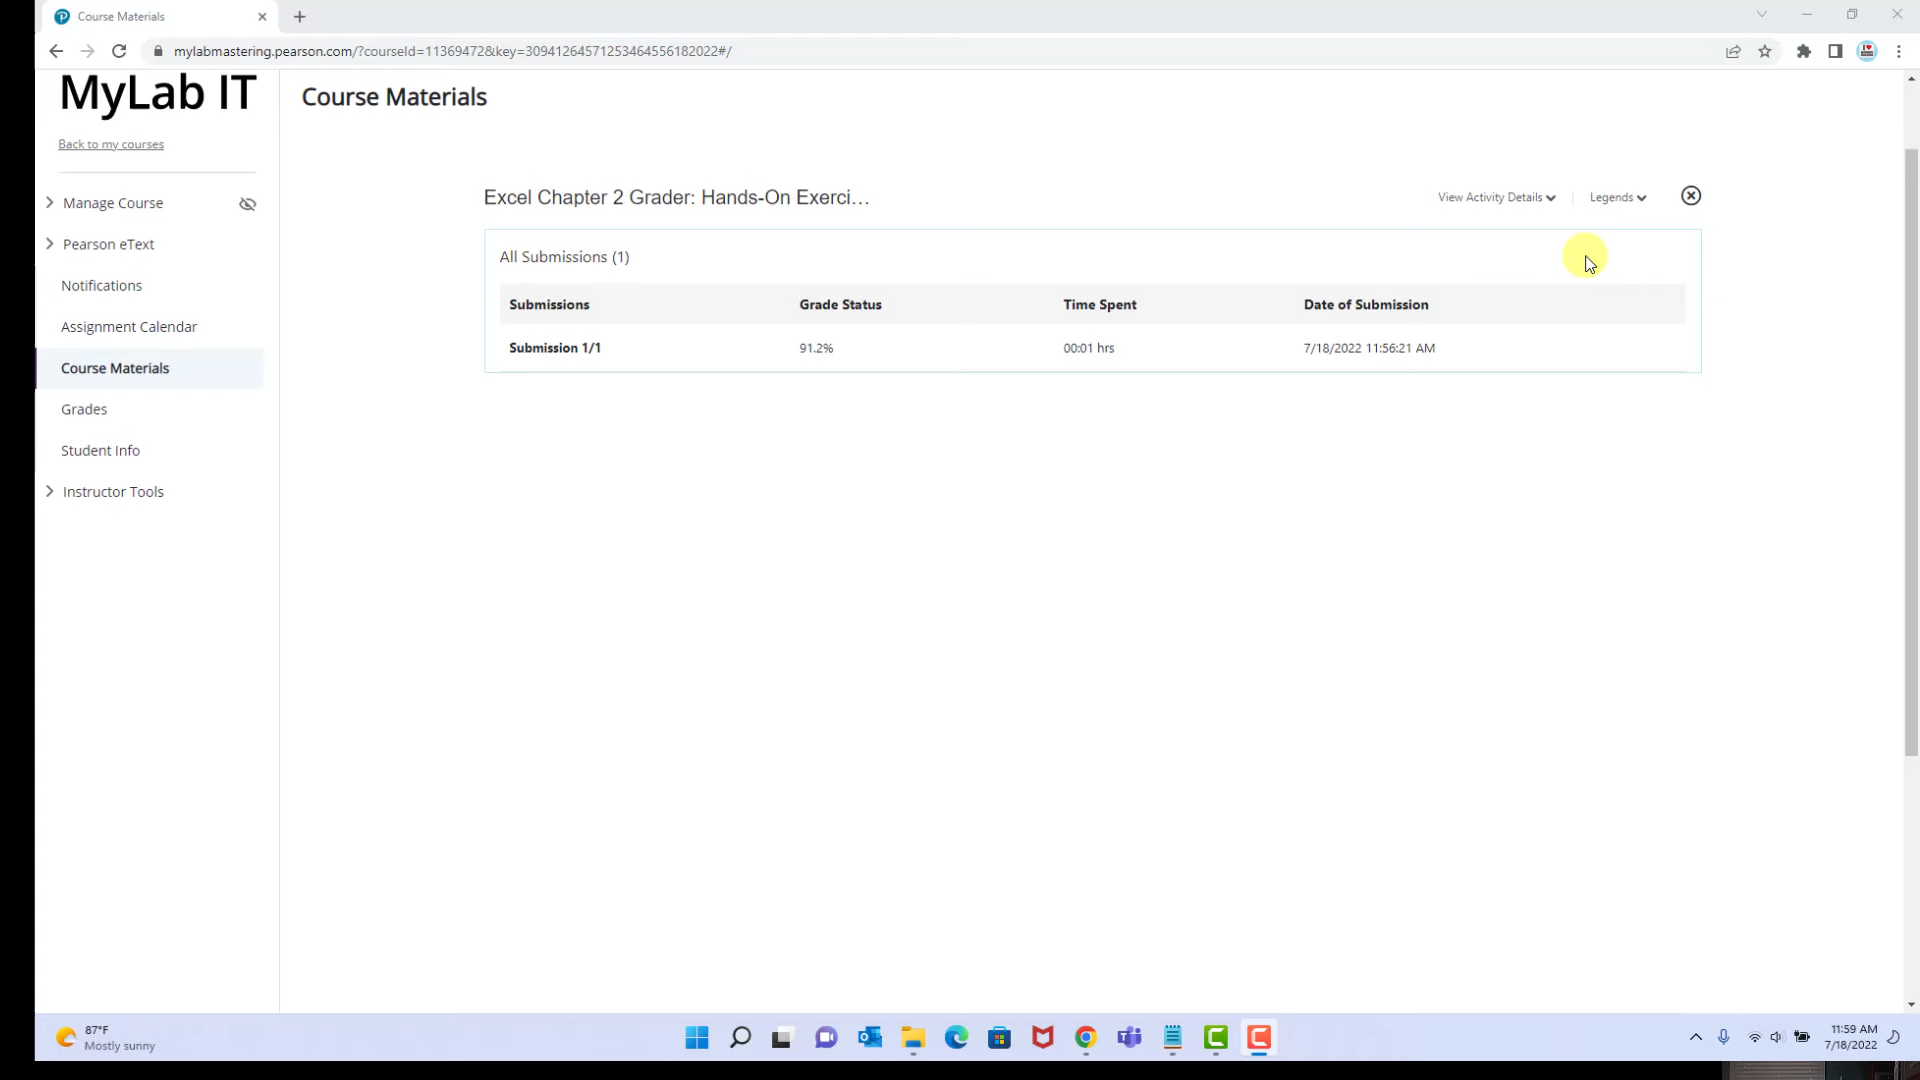 Course Materials
mylabmastering.pearson.com/?courseId=11369472&key=30941264571253464556182022#/
MyLab IT
Back to my courses
Manage Course
Pearson eText
Notifications
Assignment Calendar
Course Materials
Grades
Student Info
Instructor Tools
Course Materials
Excel Chapter 2 Grader: Hands-On Exerci...
View Activity Details
Legends
All Submissions (1)
Submissions Grade Status Time Spent Date of Submission
Submission 1/1 91.2% 00:01 hrs 7/18/2022 11:56:21 AM
87°F
Mostly sunny
11:59 AM
7/18/2022